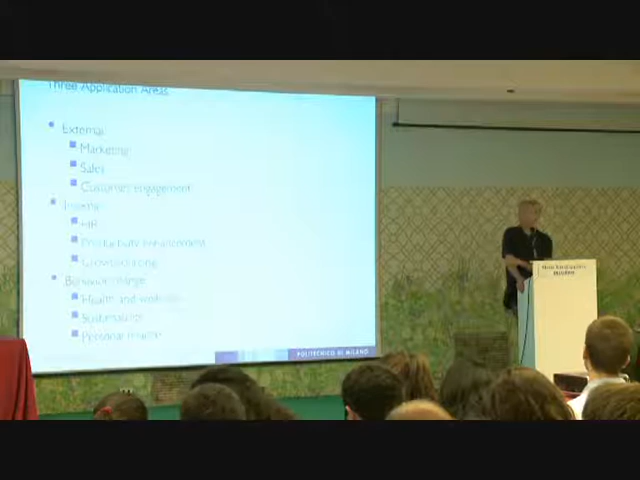 Three Application Areas
External
Marketing
Sales
Customer engagement
Internal
HR
Productivity enhancement
Crowdsourcing
Behavior change
Health and wellness
Sustainability
Personal finance
POLITECNICO DI MILANO